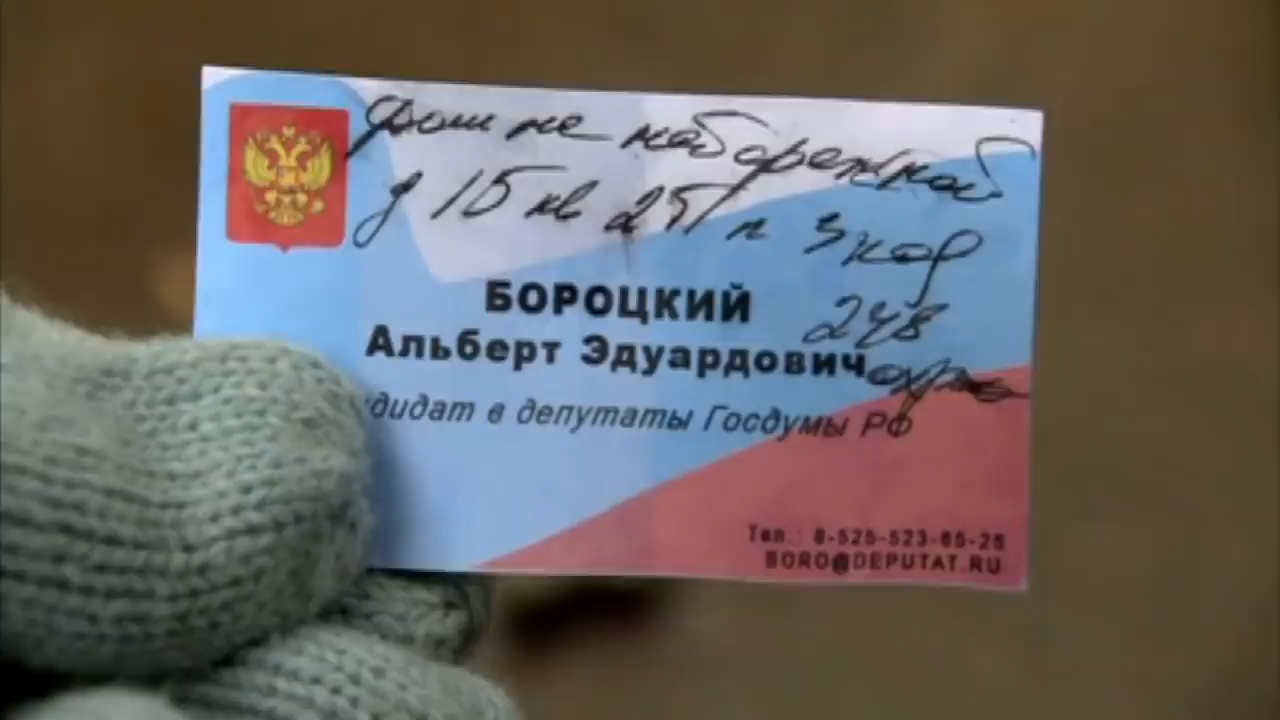 дом на набережной
д 15 кв 251 п 3 код
248
БОРОЦКИЙ
Альберт Эдуардович
дидат в депутаты Госдумы РФ
Тел.: 8-525-523-65-25
BORO@DEPUTAT.RU